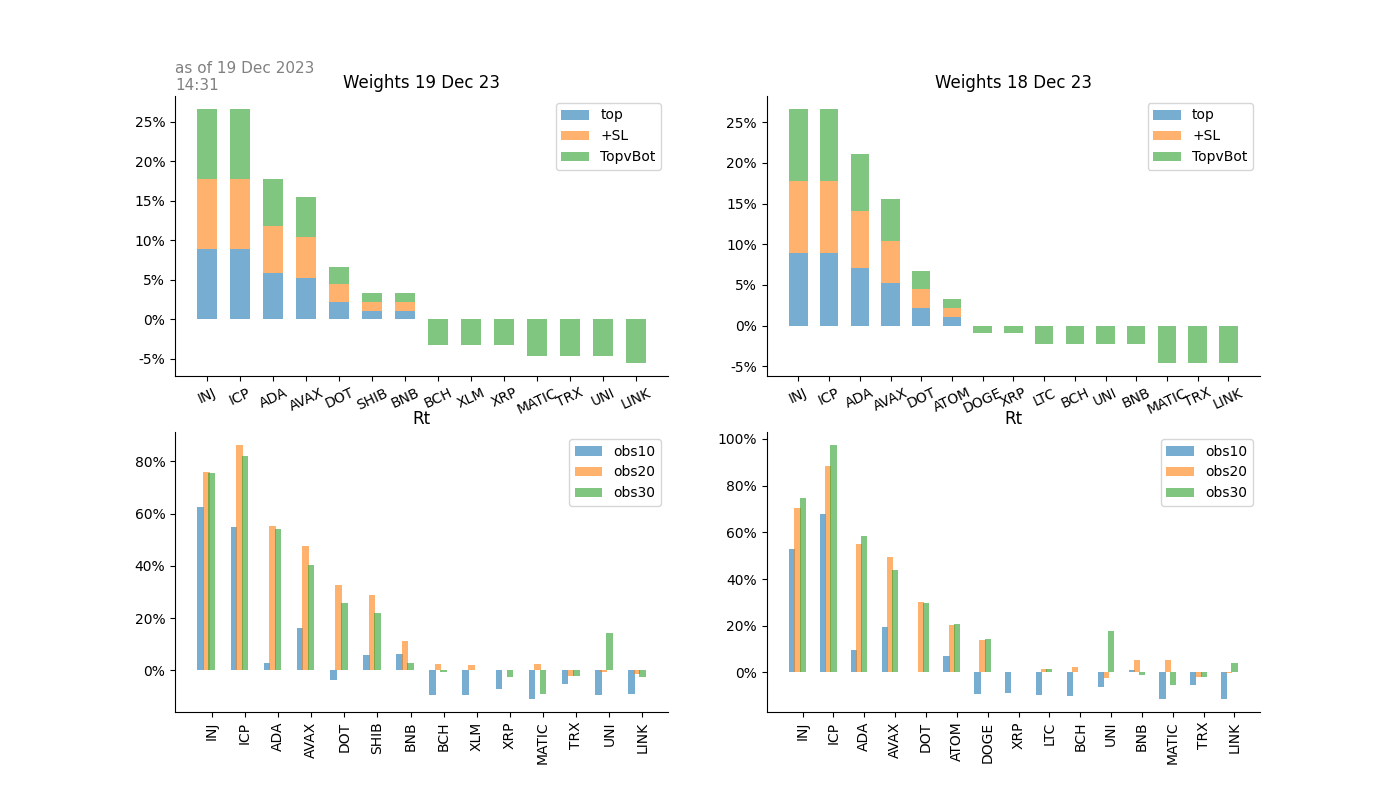 as of 19 Dec 2023
14:31
Weights 19 Dec 23
25%
20%
15%
10%
5%
0%
-5%
top
+SL
TopvBot
INJ
ICP
ADA
AVAX
DOT
SHIB
BNB
BCH
XLM
XRP
MATIC
TRX
UNI
LINK
Weights 18 Dec 23
25%
20%
15%
10%
5%
0%
-5%
top
+SL
TopvBot
INJ
ICP
ADA
AVAX
DOT
ATOM
DOGE
XRP
LTC
BCH
UNI
BNB
MATIC
TRX
LINK
Rt
80%
60%
40%
20%
0%
obs10
obs20
obs30
INJ
ICP
ADA
AVAX
DOT
SHIB
BNB
BCH
XLM
XRP
MATIC
TRX
UNI
LINK
Rt
100%
80%
60%
40%
20%
0%
obs10
obs20
obs30
INJ
ICP
ADA
AVAX
DOT
ATOM
DOGE
XRP
LTC
BCH
UNI
BNB
MATIC
TRX
LINK